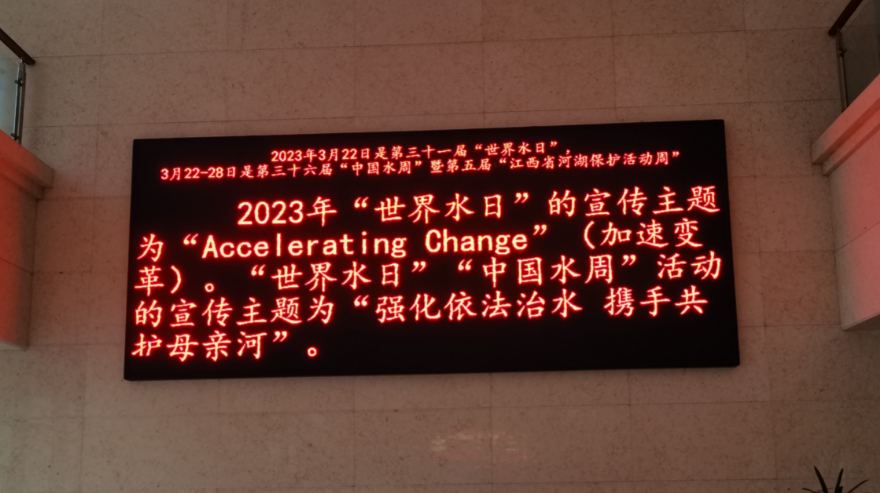 2023年3月22日是第三十一届“世界水日”，
3月22-28日是第三十六届“中国水周”暨第五届“江西省河湖保护活动周”
2023年“世界水日”的宣传主题
为“Accelerating Change”（加速变
革）。“世界水日”“中国水周”活动
的宣传主题为“强化依法治水 携手共
护母亲河”。